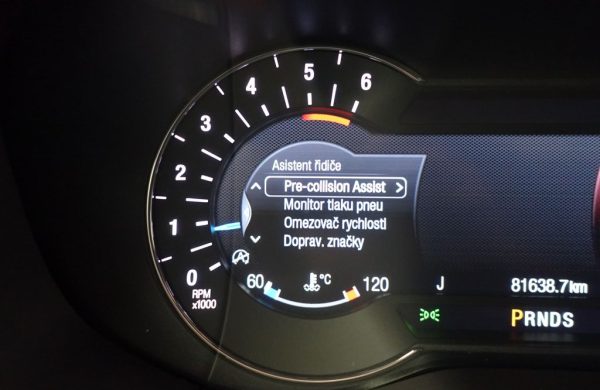 6
5
4
3
2
1
0
RPM
x1000
Asistent řidiče
Pre-collision Assist >
Monitor tlaku pneu
Omezovač rychlosti
Doprav. značky
60 °C 120
J 81638.7km
PRNDS